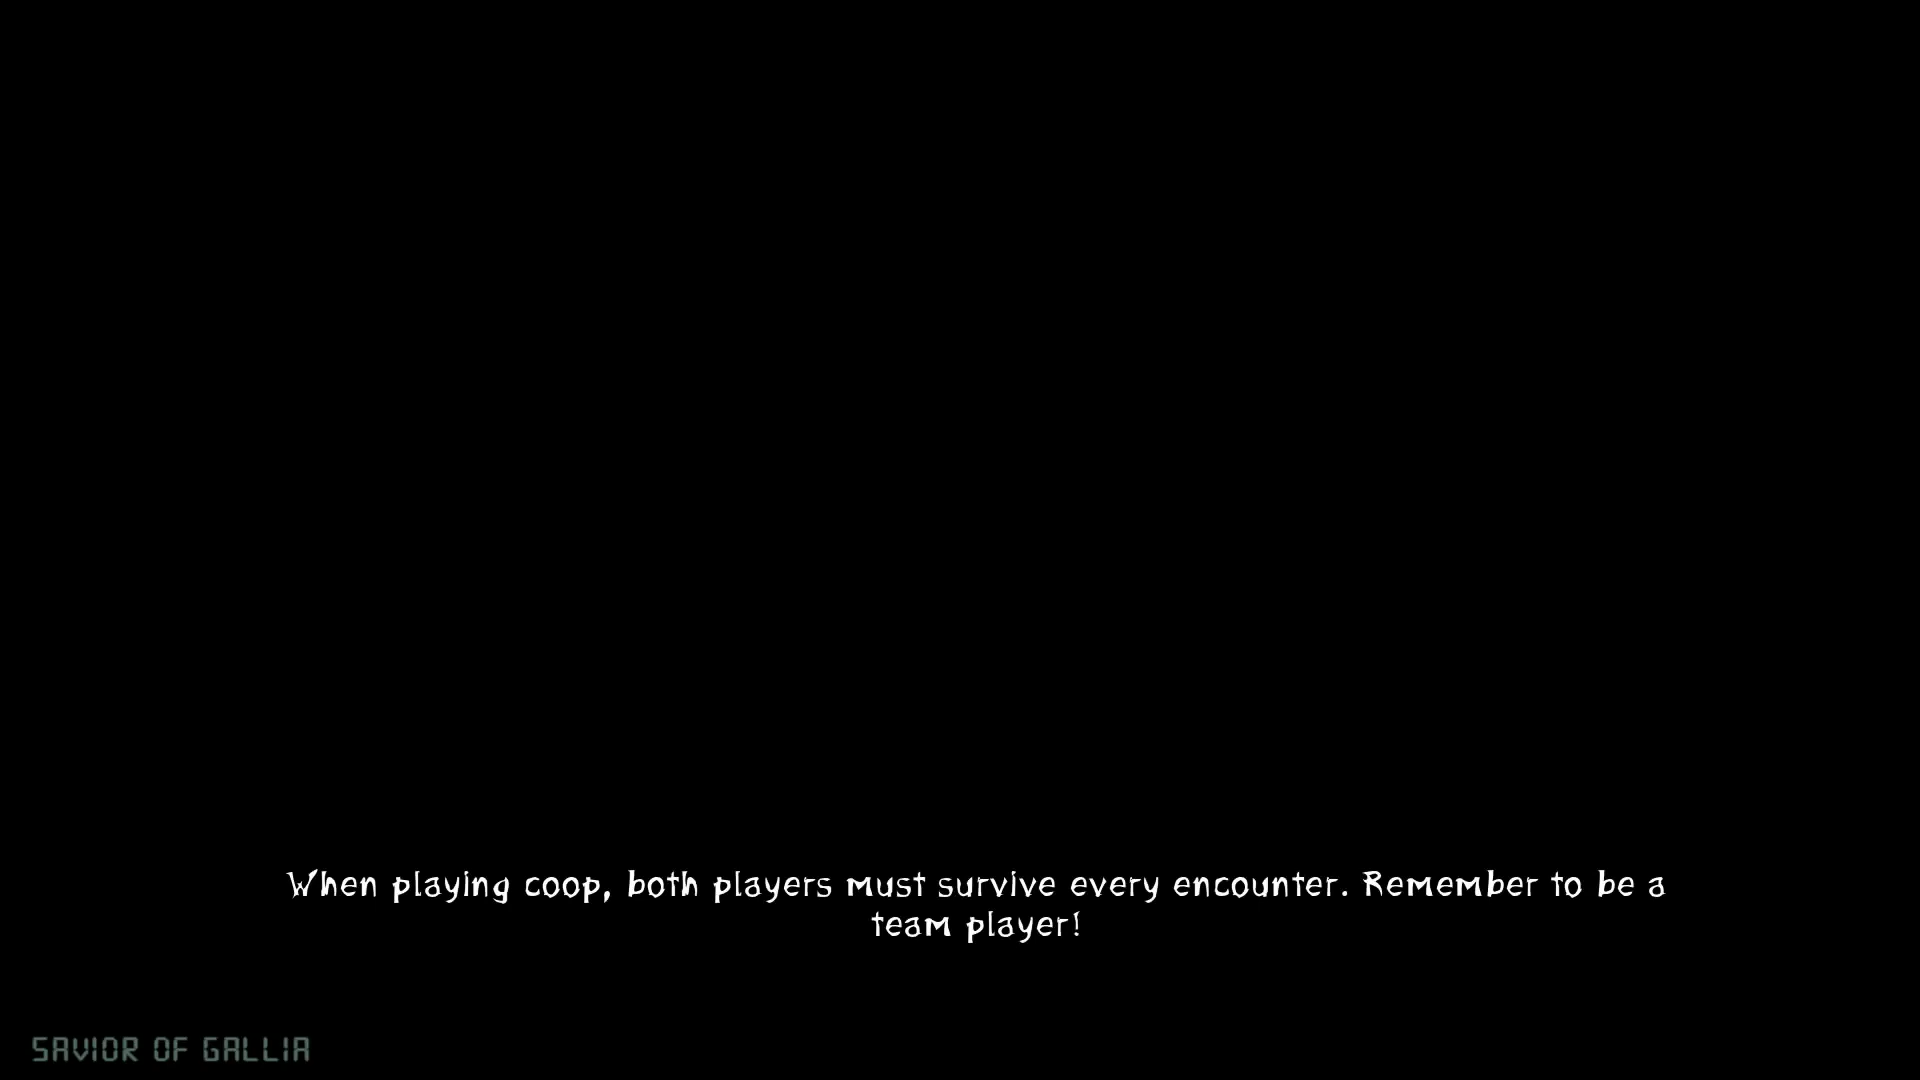 When playing coop, both players must survive every encounter. Remember to be a
team player!
SAVIOR OF GALLIA